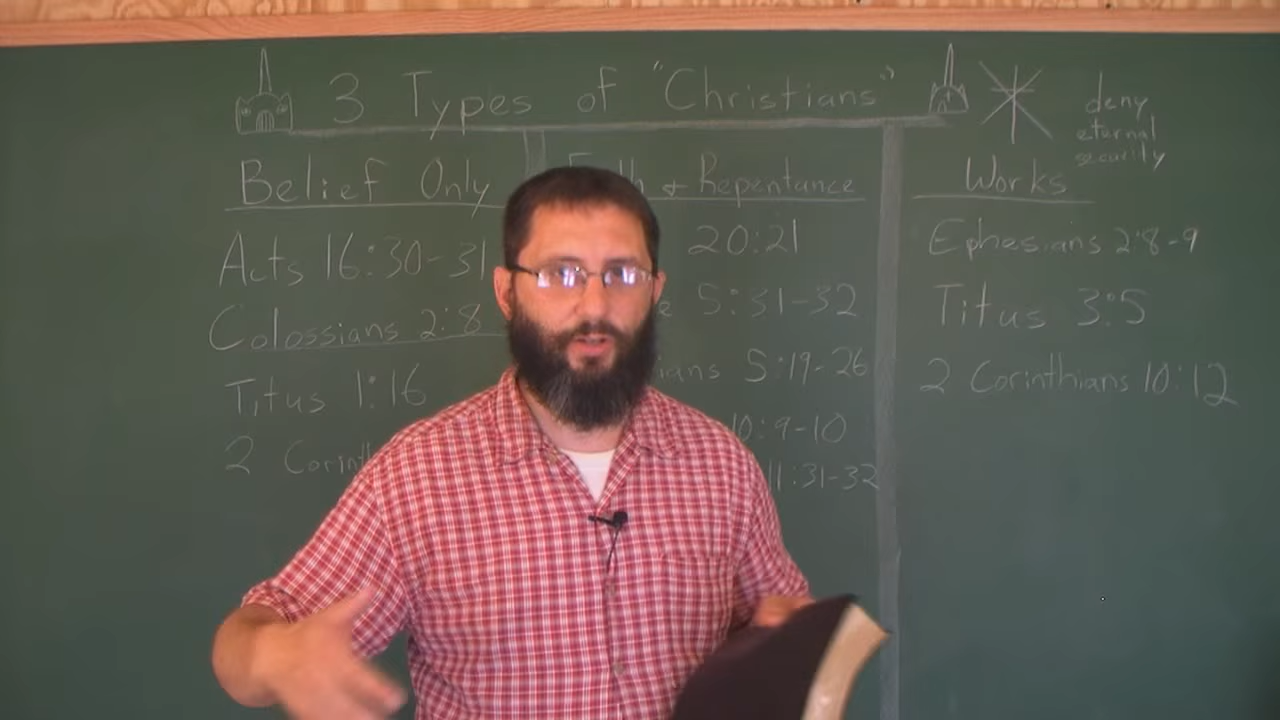 3 Types of "Christians"
deny
eturnal
security
Belief Only
Acts 16:30-31
Colossians 2:8
Titus 1:16
2
& Repentance
20:21
5:31-32
5:19-26
10:9-10
11:31-32
Works
Ephesians 2:8-9
Titus 3:5
2 Corinthians 10:12